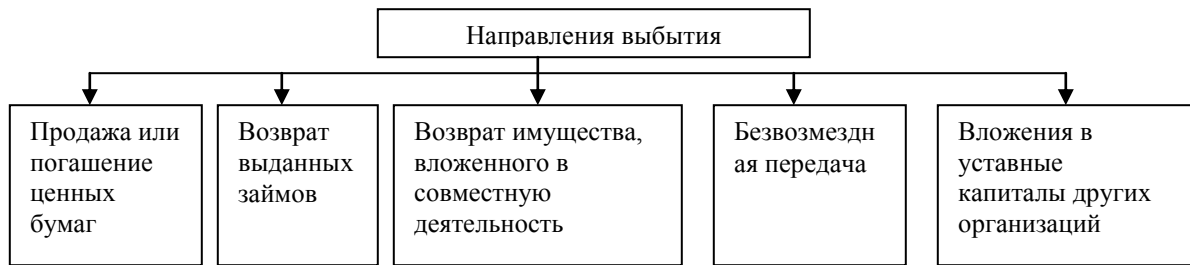 Направления выбытия
Продажа или
погашение
ценных
бумаг
Возврат
выданных
займов
Возврат имущества,
вложенного в
совместную
деятельность
Безвозмездн
ая передача
Вложения в
уставные
капиталы других
организаций